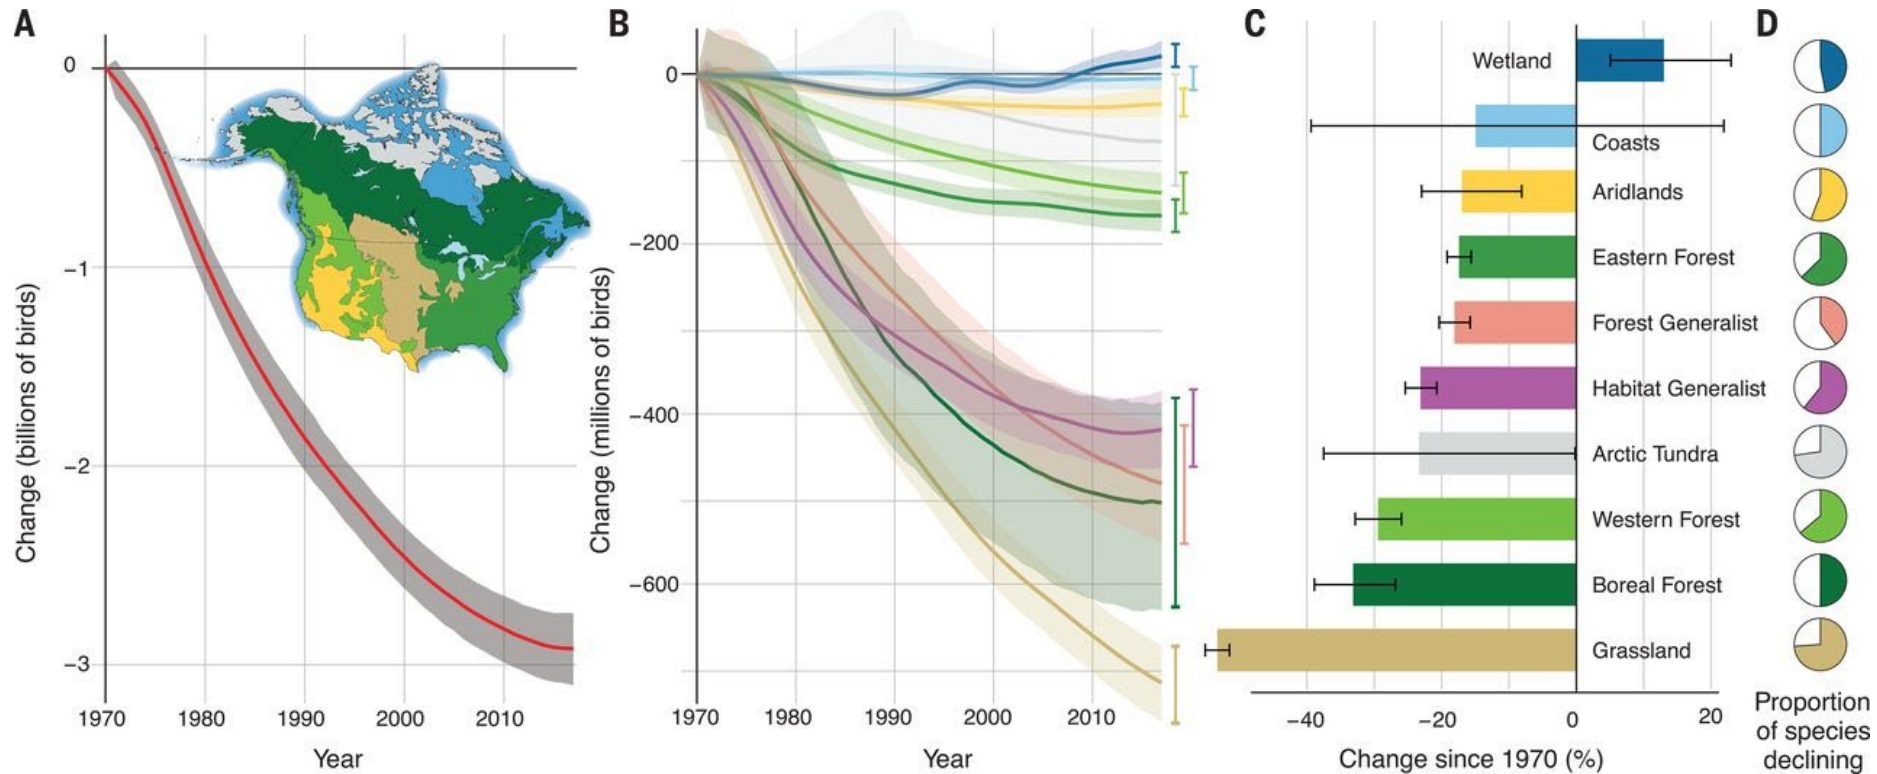 A
0
−1
−2
−3
Change (billions of birds)
1970 1980 1990 2000 2010
Year
B
0
−200
−400
−600
Change (millions of birds)
1970 1980 1990 2000 2010
Year
C
Wetland
Coasts
Aridlands
Eastern Forest
Forest Generalist
Habitat Generalist
Arctic Tundra
Western Forest
Boreal Forest
Grassland
−40 −20 0 20
Change since 1970 (%)
D
Proportion
of species
declining